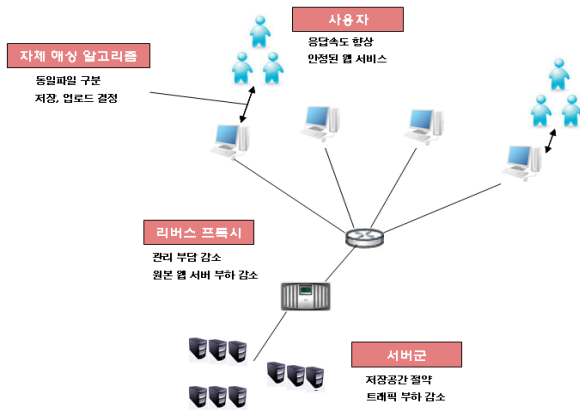 사용자
응답속도 향상
안정된 웹 서비스
자체 해싱 알고리즘
동일파일 구분
저장, 업로드 결정
리버스 프록시
관리 부담 감소
원본 웹 서버 부하 감소
서버군
저장공간 절약
트래픽 부하 감소